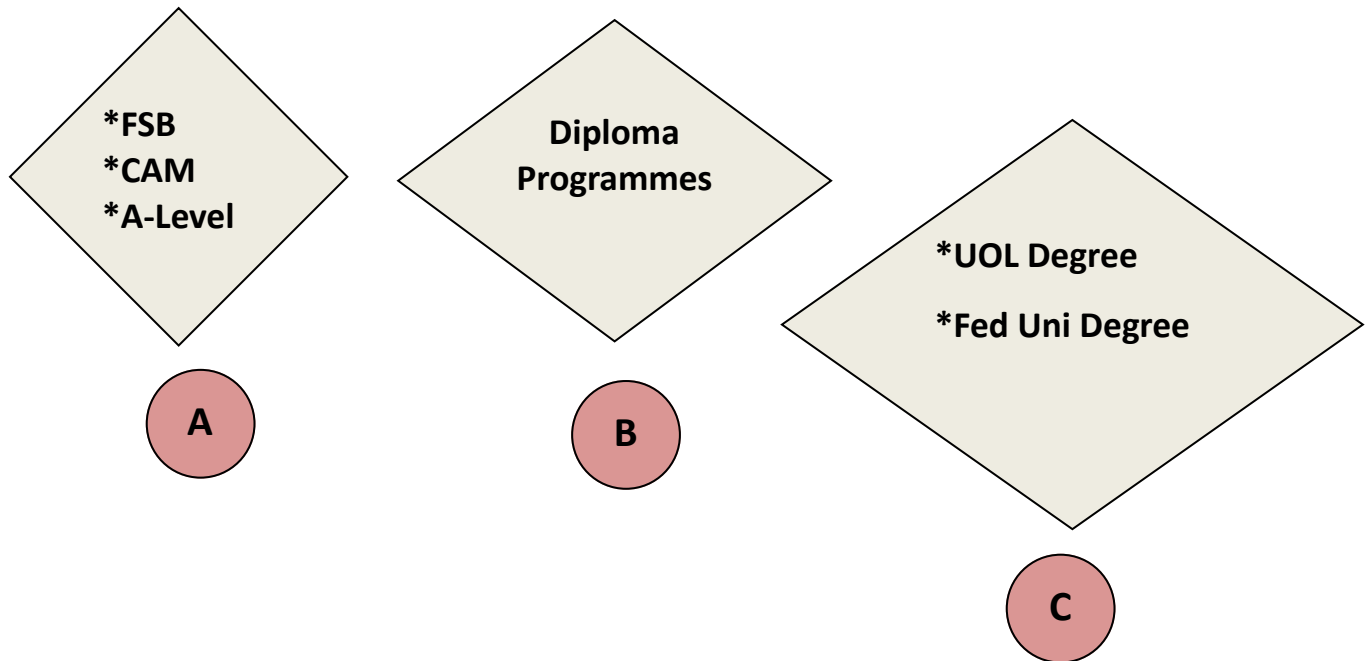 *FSB
*CAM
*A-Level
A
Diploma
Programmes
B
*UOL Degree
*Fed Uni Degree
C